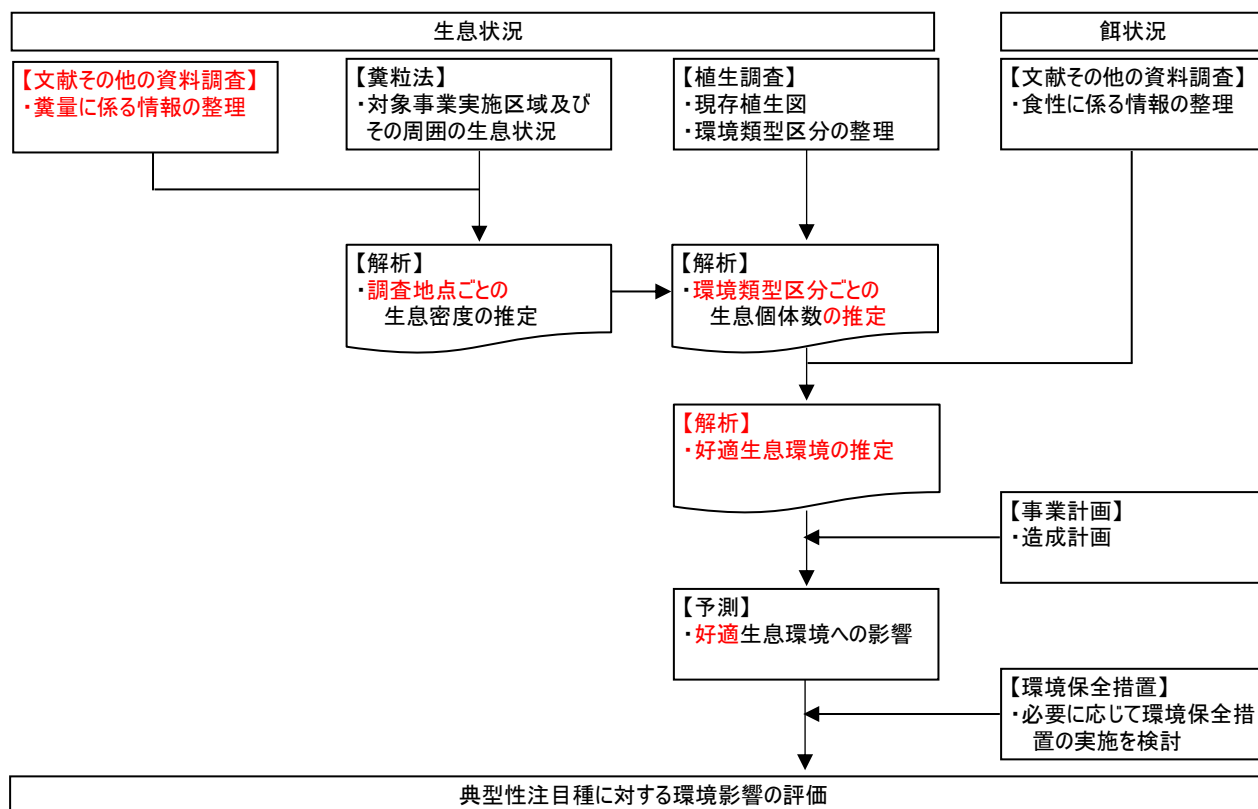 生息状況
餌状況
【文献その他の資料調査】
・糞量に係る情報の整理
【糞粒法】
・対象事業実施区域及び
その周囲の生息状況
【植生調査】
・現存植生図
・環境類型区分の整理
【文献その他の資料調査】
・食性に係る情報の整理
【解析】
・調査地点ごとの
生息密度の推定
【解析】
・環境類型区分ごとの
生息個体数の推定
【解析】
・好適生息環境の推定
【事業計画】
・造成計画
【予測】
・好適生息環境への影響
【環境保全措置】
・必要に応じて環境保全措
置の実施を検討
典型性注目種に対する環境影響の評価